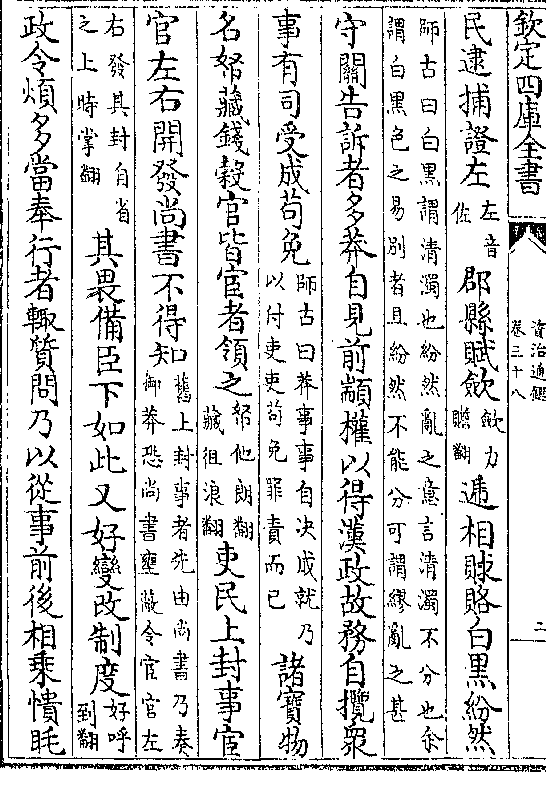 欽定四庫全書
資治通鑑
卷三十八
二
民逮捕證左左音佐郡縣賦斂斂力贍翻遞相賕賂白黑紛然
師古曰白黑謂清濁也紛然亂之意言清濁不分也余
謂白黑色之易別者且紛然不能分可謂繆亂之甚
守闕告訴者多莽自見前顓權以得漢政故務自攬衆
事有司受成苟免師古曰莽事事自決成就乃以付吏吏苟免罪責而已諸寶物
名帑藏錢穀官皆宦者領之帑他朗翻藏徂浪翻吏民上封事宦
官左右開發尚書不得知舊上封事者先由尚書乃奏御莽恐尚書壅蔽令宦官左
右發其封自省之上時掌翻其畏備臣下如此又好變改制度好呼到翻
政令煩多當奉行者輒質問乃以從事前後相乘憒眊